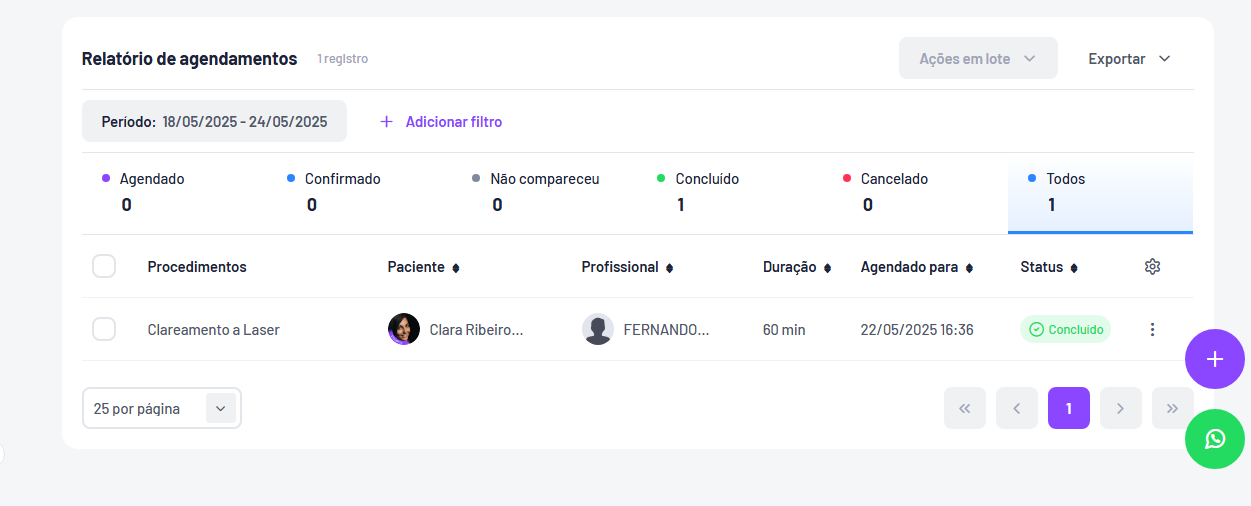 Relatório de agendamentos 1 registro Ações em lote Exportar
Período: 18/05/2025 - 24/05/2025 + Adicionar filtro
Agendado Confirmado Não compareceu Concluído Cancelado Todos
0 0 0 1 0 1
Procedimentos Paciente Profissional Duração Agendado para Status
Clareamento a Laser Clara Ribeiro... FERNANDO... 60 min 22/05/2025 16:36 Concluido
25 por página « ‹ 1 › »